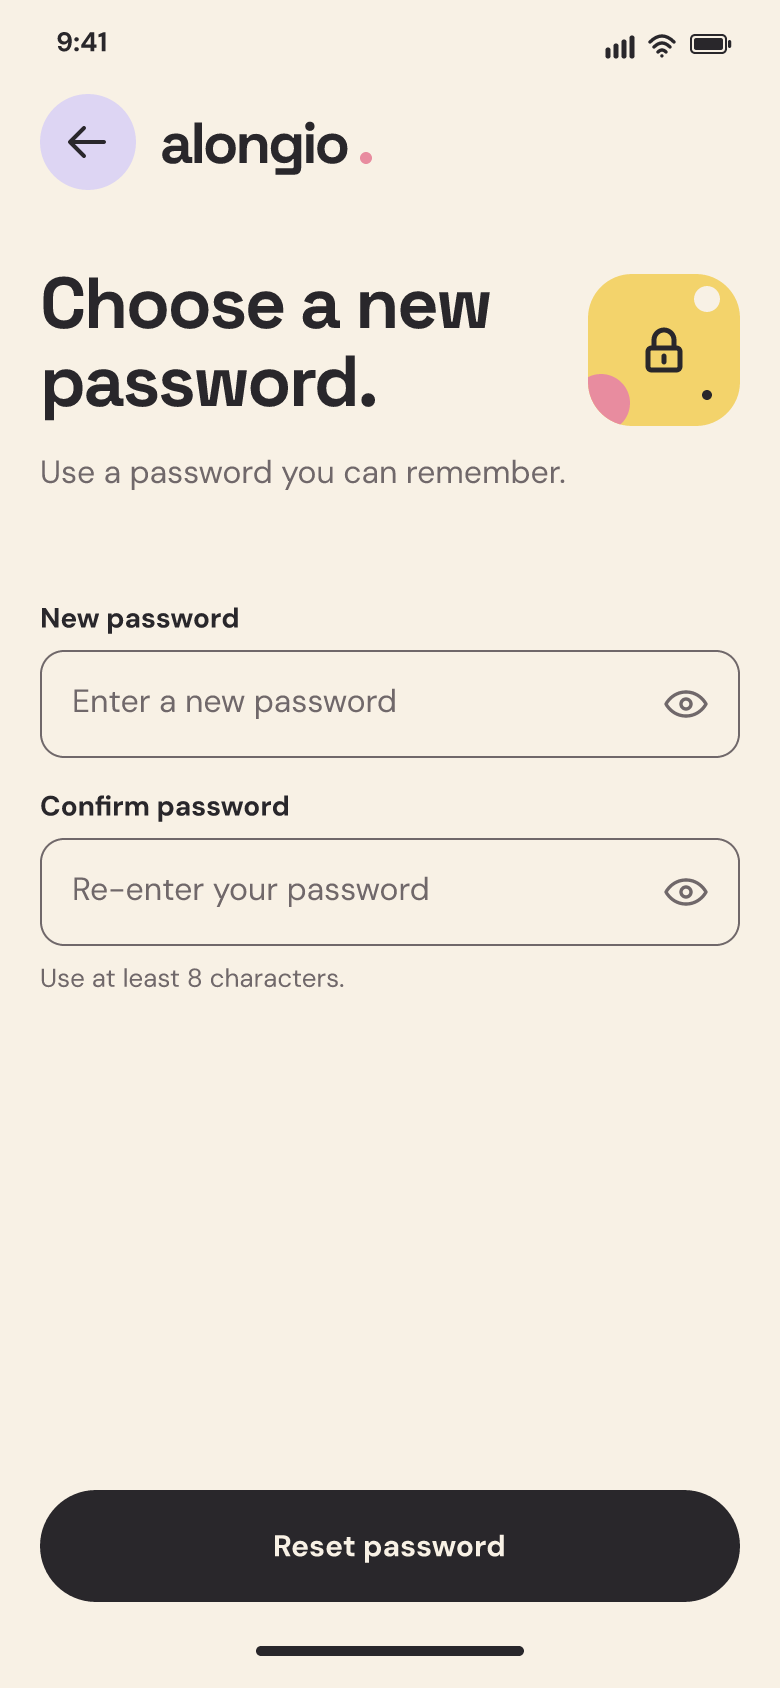 9:41
alongio.
Choose a new
password.
Use a password you can remember.
New password
Enter a new password
Confirm password
Re-enter your password
Use at least 8 characters.
Reset password